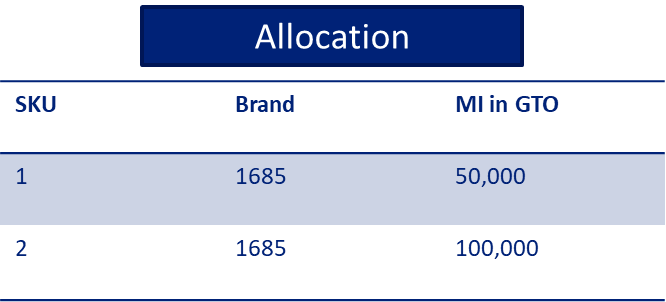 Allocation
SKU Brand MI in GTO
1 1685 50,000
2 1685 100,000